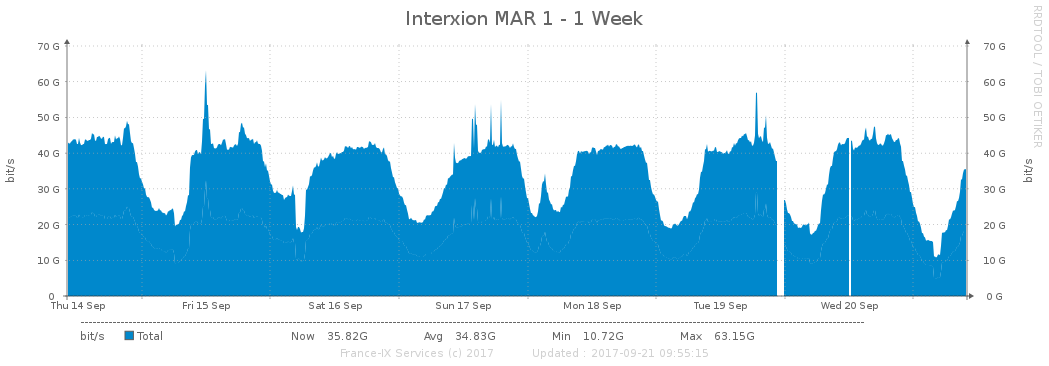 Interxion MAR 1 - 1 Week
RRDTOOL / TOBI OETIKER
bit/s
bit/s
70 G
70 G
60 G
60 G
50 G
50 G
40 G
40 G
30 G
30 G
20 G
20 G
10 G
10 G
0
0 G
Thu 14 Sep Fri 15 Sep Sat 16 Sep Sun 17 Sep Mon 18 Sep Tue 19 Sep Wed 20 Sep
bit/s Total Now 35.82G Avg 34.83G Min 10.72G Max 63.15G
France-IX Services (c) 2017 Updated : 2017-09-21 09:55:15